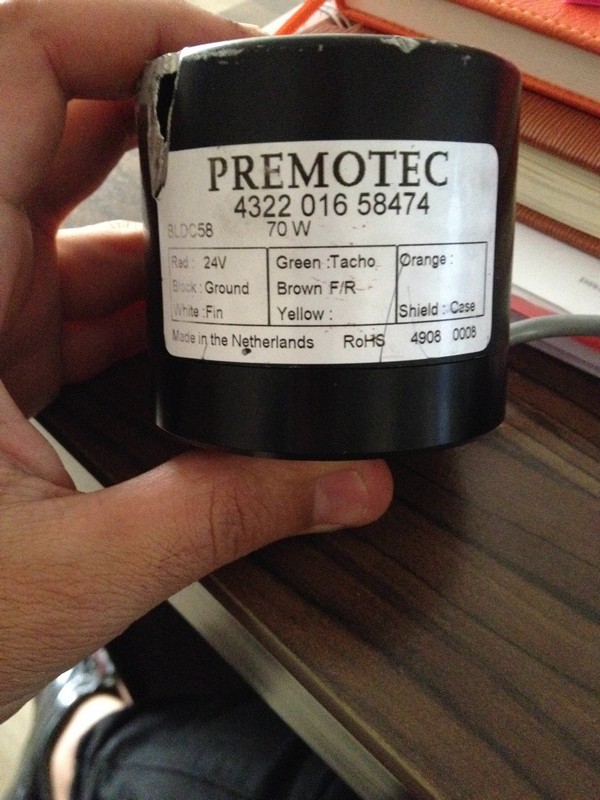 PREMOTEC
4322 016 58474
BLDC58 70 W
Red : 24V Green :Tacho Orange :
Black : Ground Brown F/R
White :Fin Yellow : Shield : Case
Made in the Netherlands RoHS 4908 0008